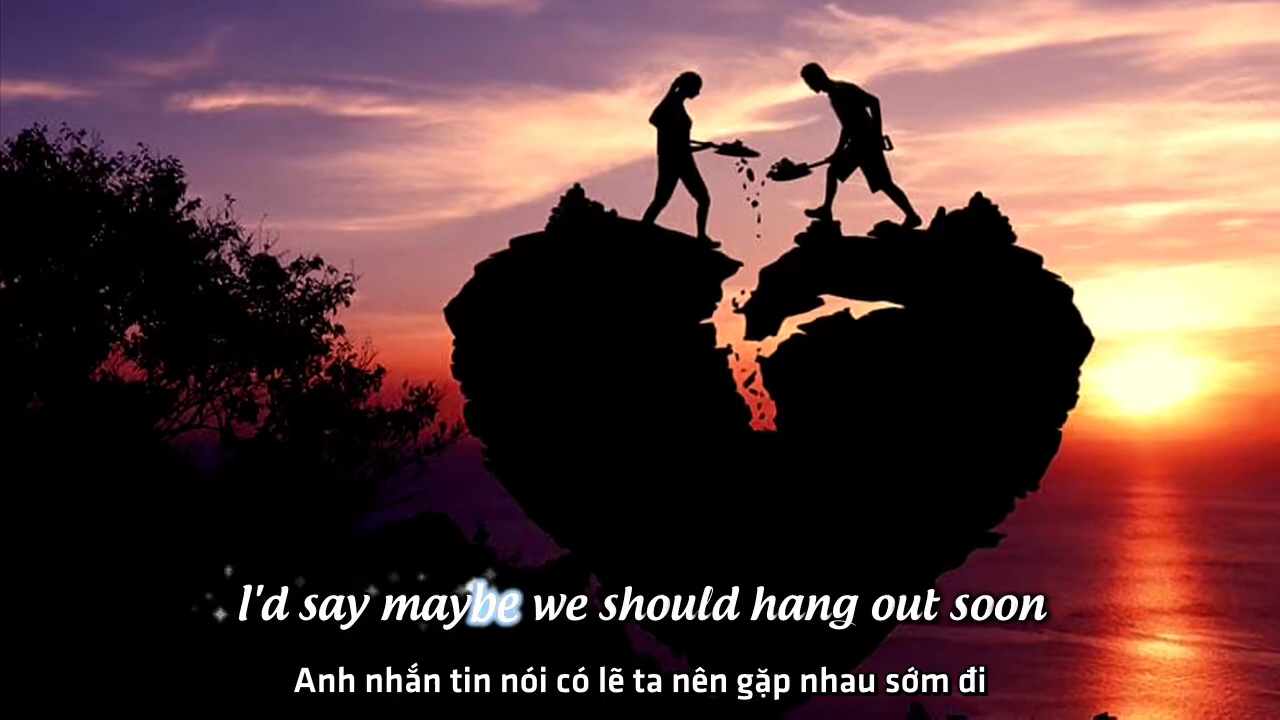 I'd say maybe we should hang out soon
Anh nhắn tin nói có lẽ ta nên gặp nhau sớm đi